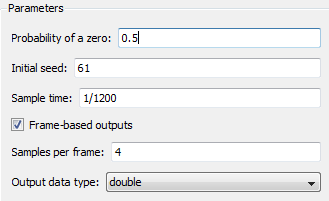 Parameters
Probability of a zero: 0.5
Initial seed: 61
Sample time: 1/1200
Frame-based outputs
Samples per frame: 4
Output data type: double